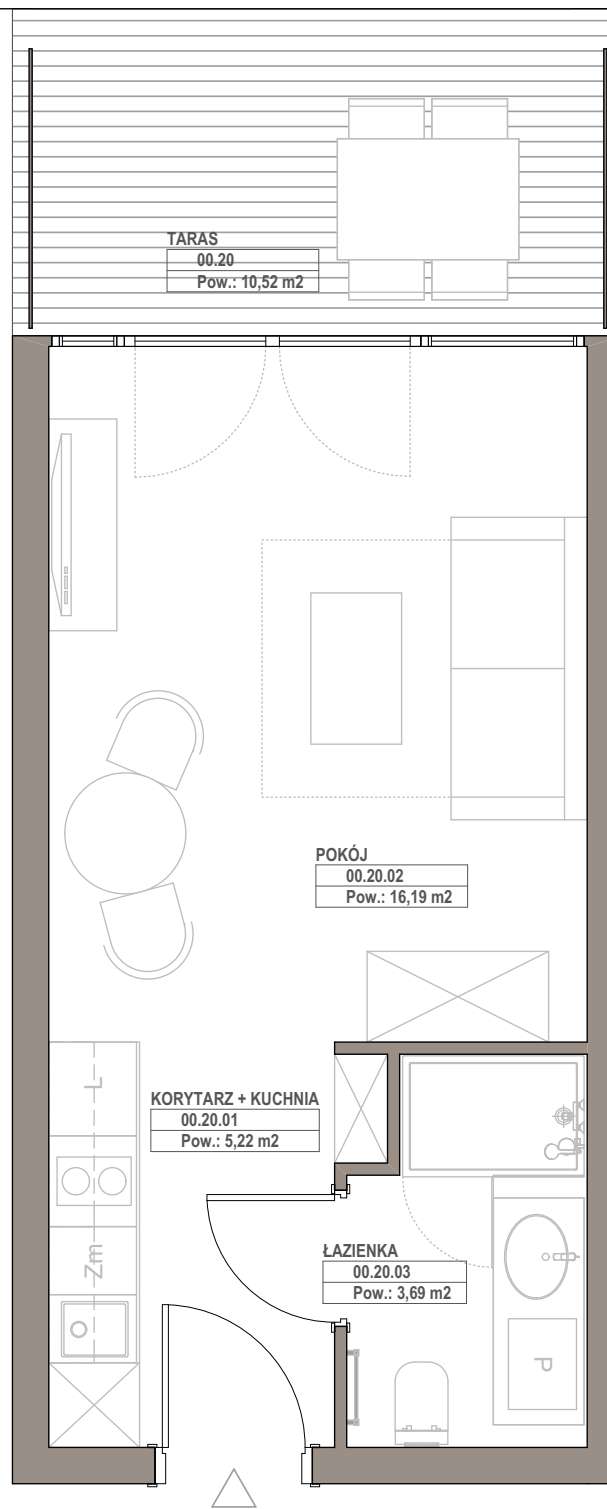 TARAS
00.20
Pow.: 10,52 m2
POKÓJ
00.20.02
Pow.: 16,19 m2
L
KORYTARZ + KUCHNIA
00.20.01
Pow.: 5,22 m2
Zm
ŁAZIENKA
00.20.03
Pow.: 3,69 m2
P